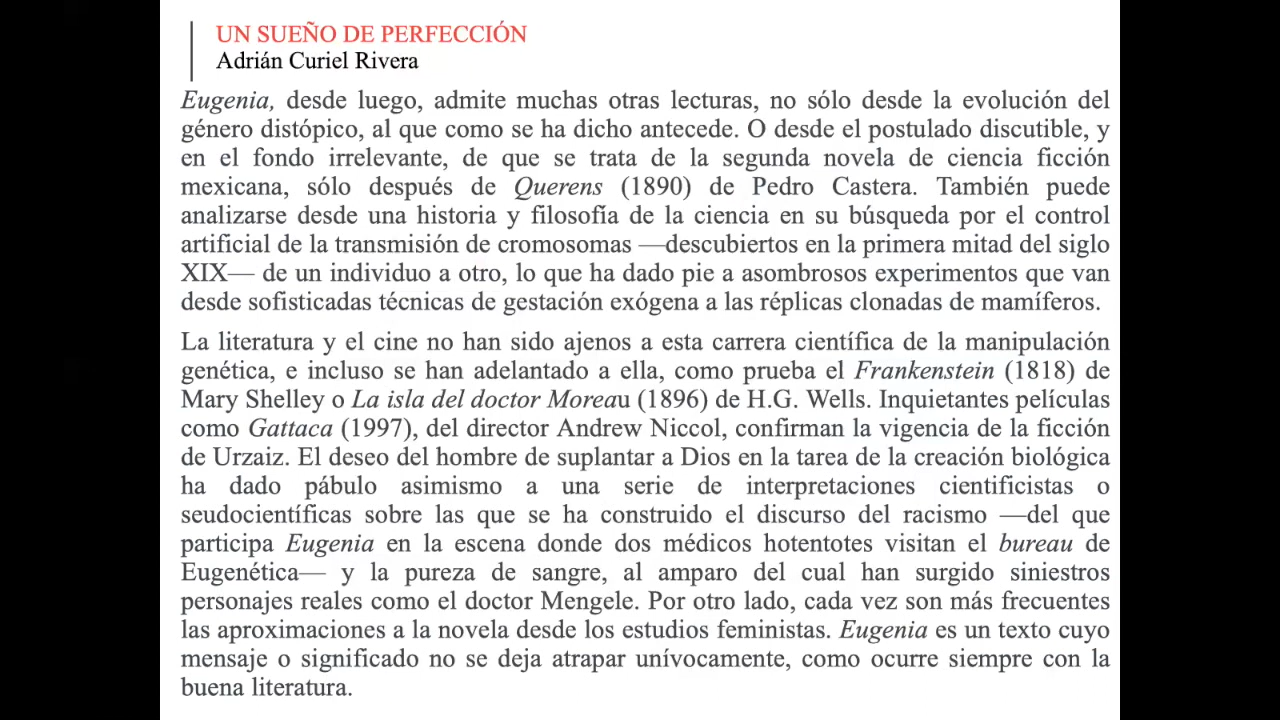 UN SUEÑO DE PERFECCIÓN
Adrián Curiel Rivera
Eugenia, desde luego, admite muchas otras lecturas, no sólo desde la evolución del
género distópico, al que como se ha dicho antecede. O desde el postulado discutible, y
en el fondo irrelevante, de que se trata de la segunda novela de ciencia ficción
mexicana, sólo después de Querens (1890) de Pedro Castera. También puede
analizarse desde una historia y filosofía de la ciencia en su búsqueda por el control
artificial de la transmisión de cromosomas —descubiertos en la primera mitad del siglo
XIX— de un individuo a otro, lo que ha dado pie a asombrosos experimentos que van
desde sofisticadas técnicas de gestación exógena a las réplicas clonadas de mamíferos.
La literatura y el cine no han sido ajenos a esta carrera científica de la manipulación
genética, e incluso se han adelantado a ella, como prueba el Frankenstein (1818) de
Mary Shelley o La isla del doctor Moreau (1896) de H.G. Wells. Inquietantes películas
como Gattaca (1997), del director Andrew Niccol, confirman la vigencia de la ficción
de Urzaiz. El deseo del hombre de suplantar a Dios en la tarea de la creación biológica
ha dado pábulo asimismo a una serie de interpretaciones cientificistas o
seudocientíficas sobre las que se ha construido el discurso del racismo —del que
participa Eugenia en la escena donde dos médicos hotentotes visitan el bureau de
Eugenética— y la pureza de sangre, al amparo del cual han surgido siniestros
personajes reales como el doctor Mengele. Por otro lado, cada vez son más frecuentes
las aproximaciones a la novela desde los estudios feministas. Eugenia es un texto cuyo
mensaje o significado no se deja atrapar unívocamente, como ocurre siempre con la
buena literatura.